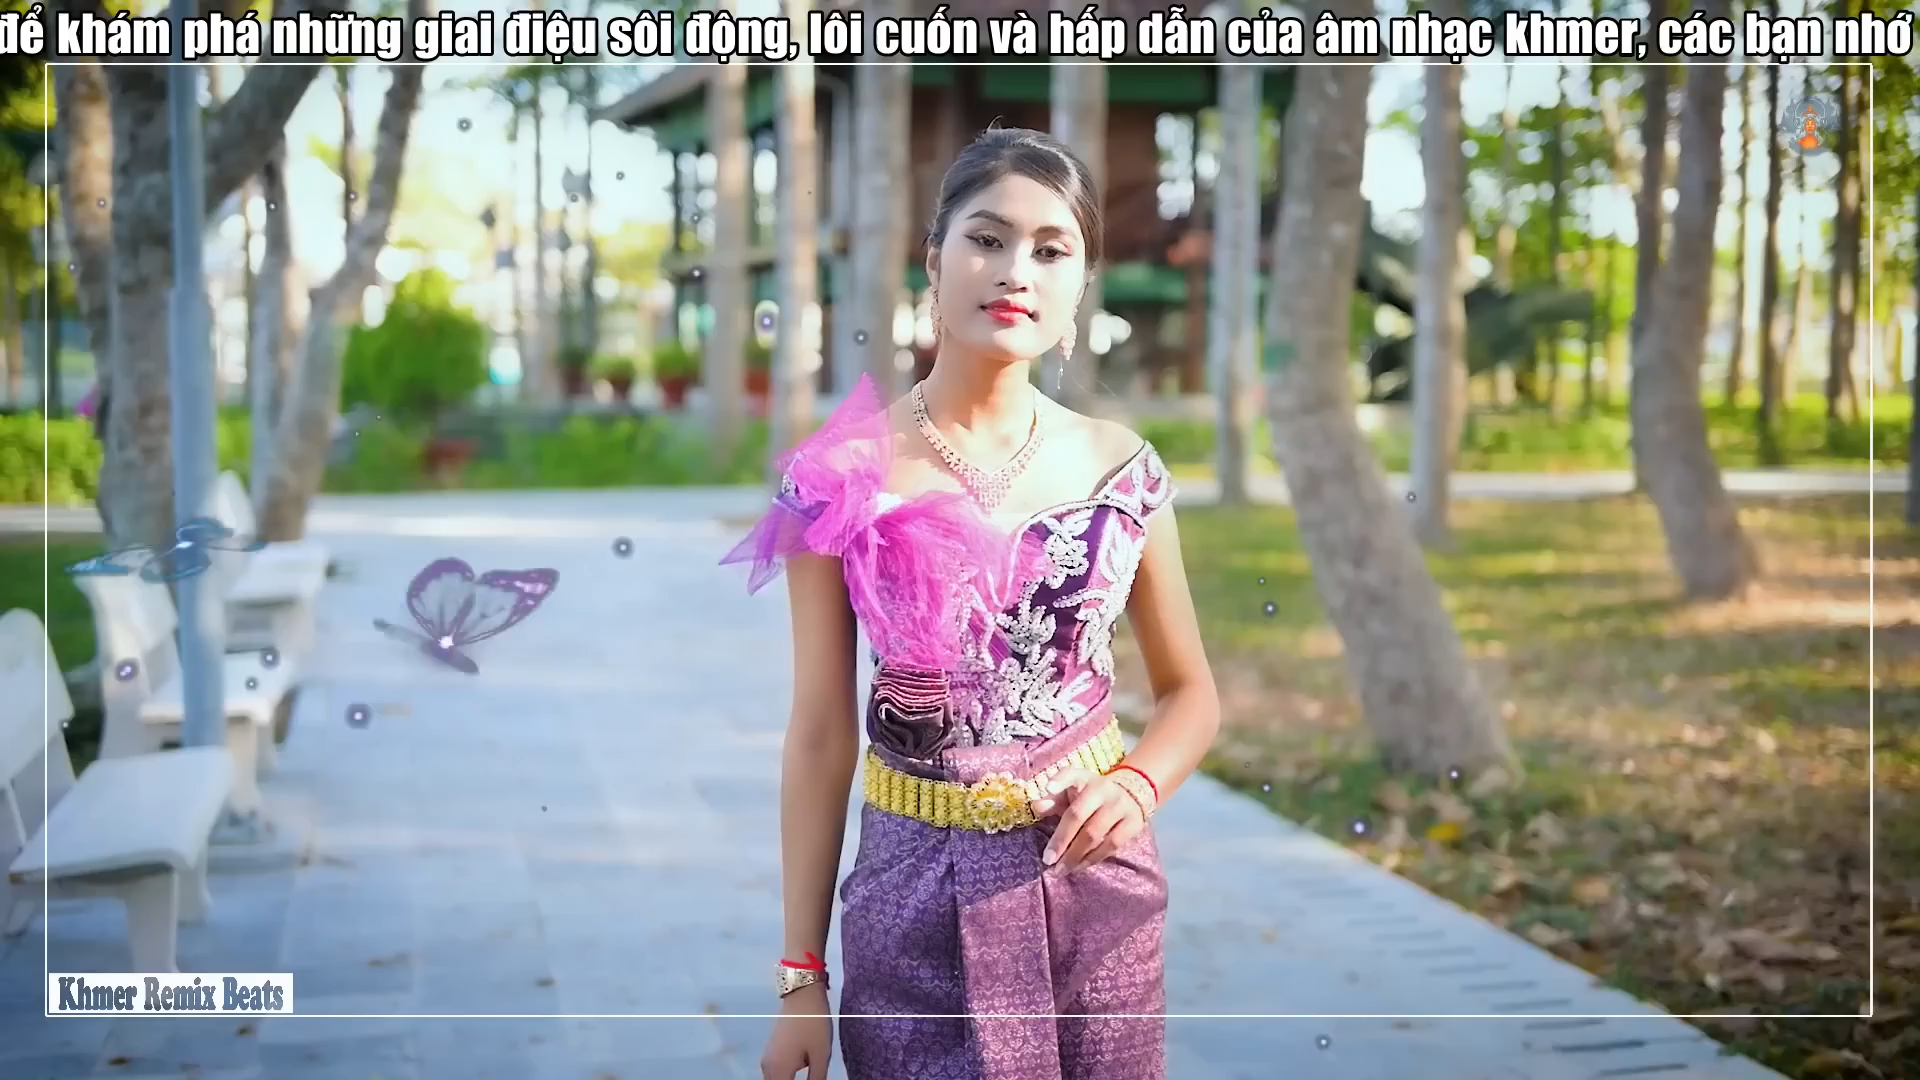 để khám phá những giai điệu sôi động, lôi cuốn và hấp dẫn của âm nhạc khmer, các bạn nhớ
Khmer Remix Beats